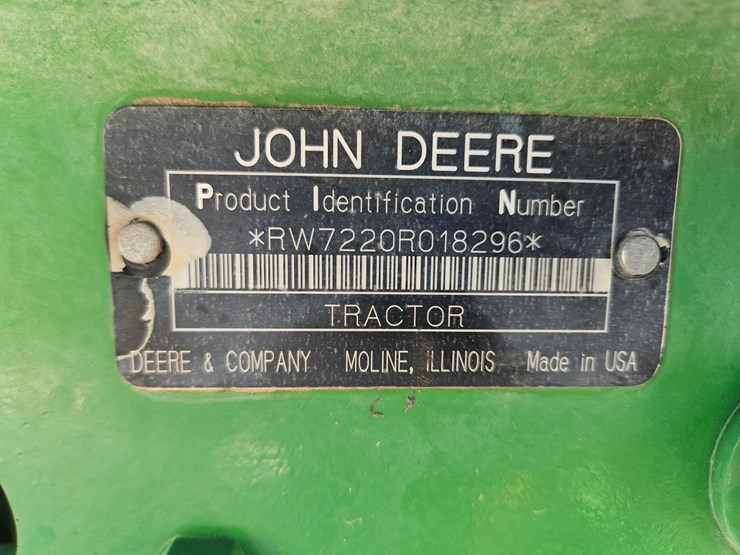 JOHN DEERE
Product Identification Number
*RW7220R018296*
TRACTOR
DEERE & COMPANY MOLINE, ILLINOIS Made in USA